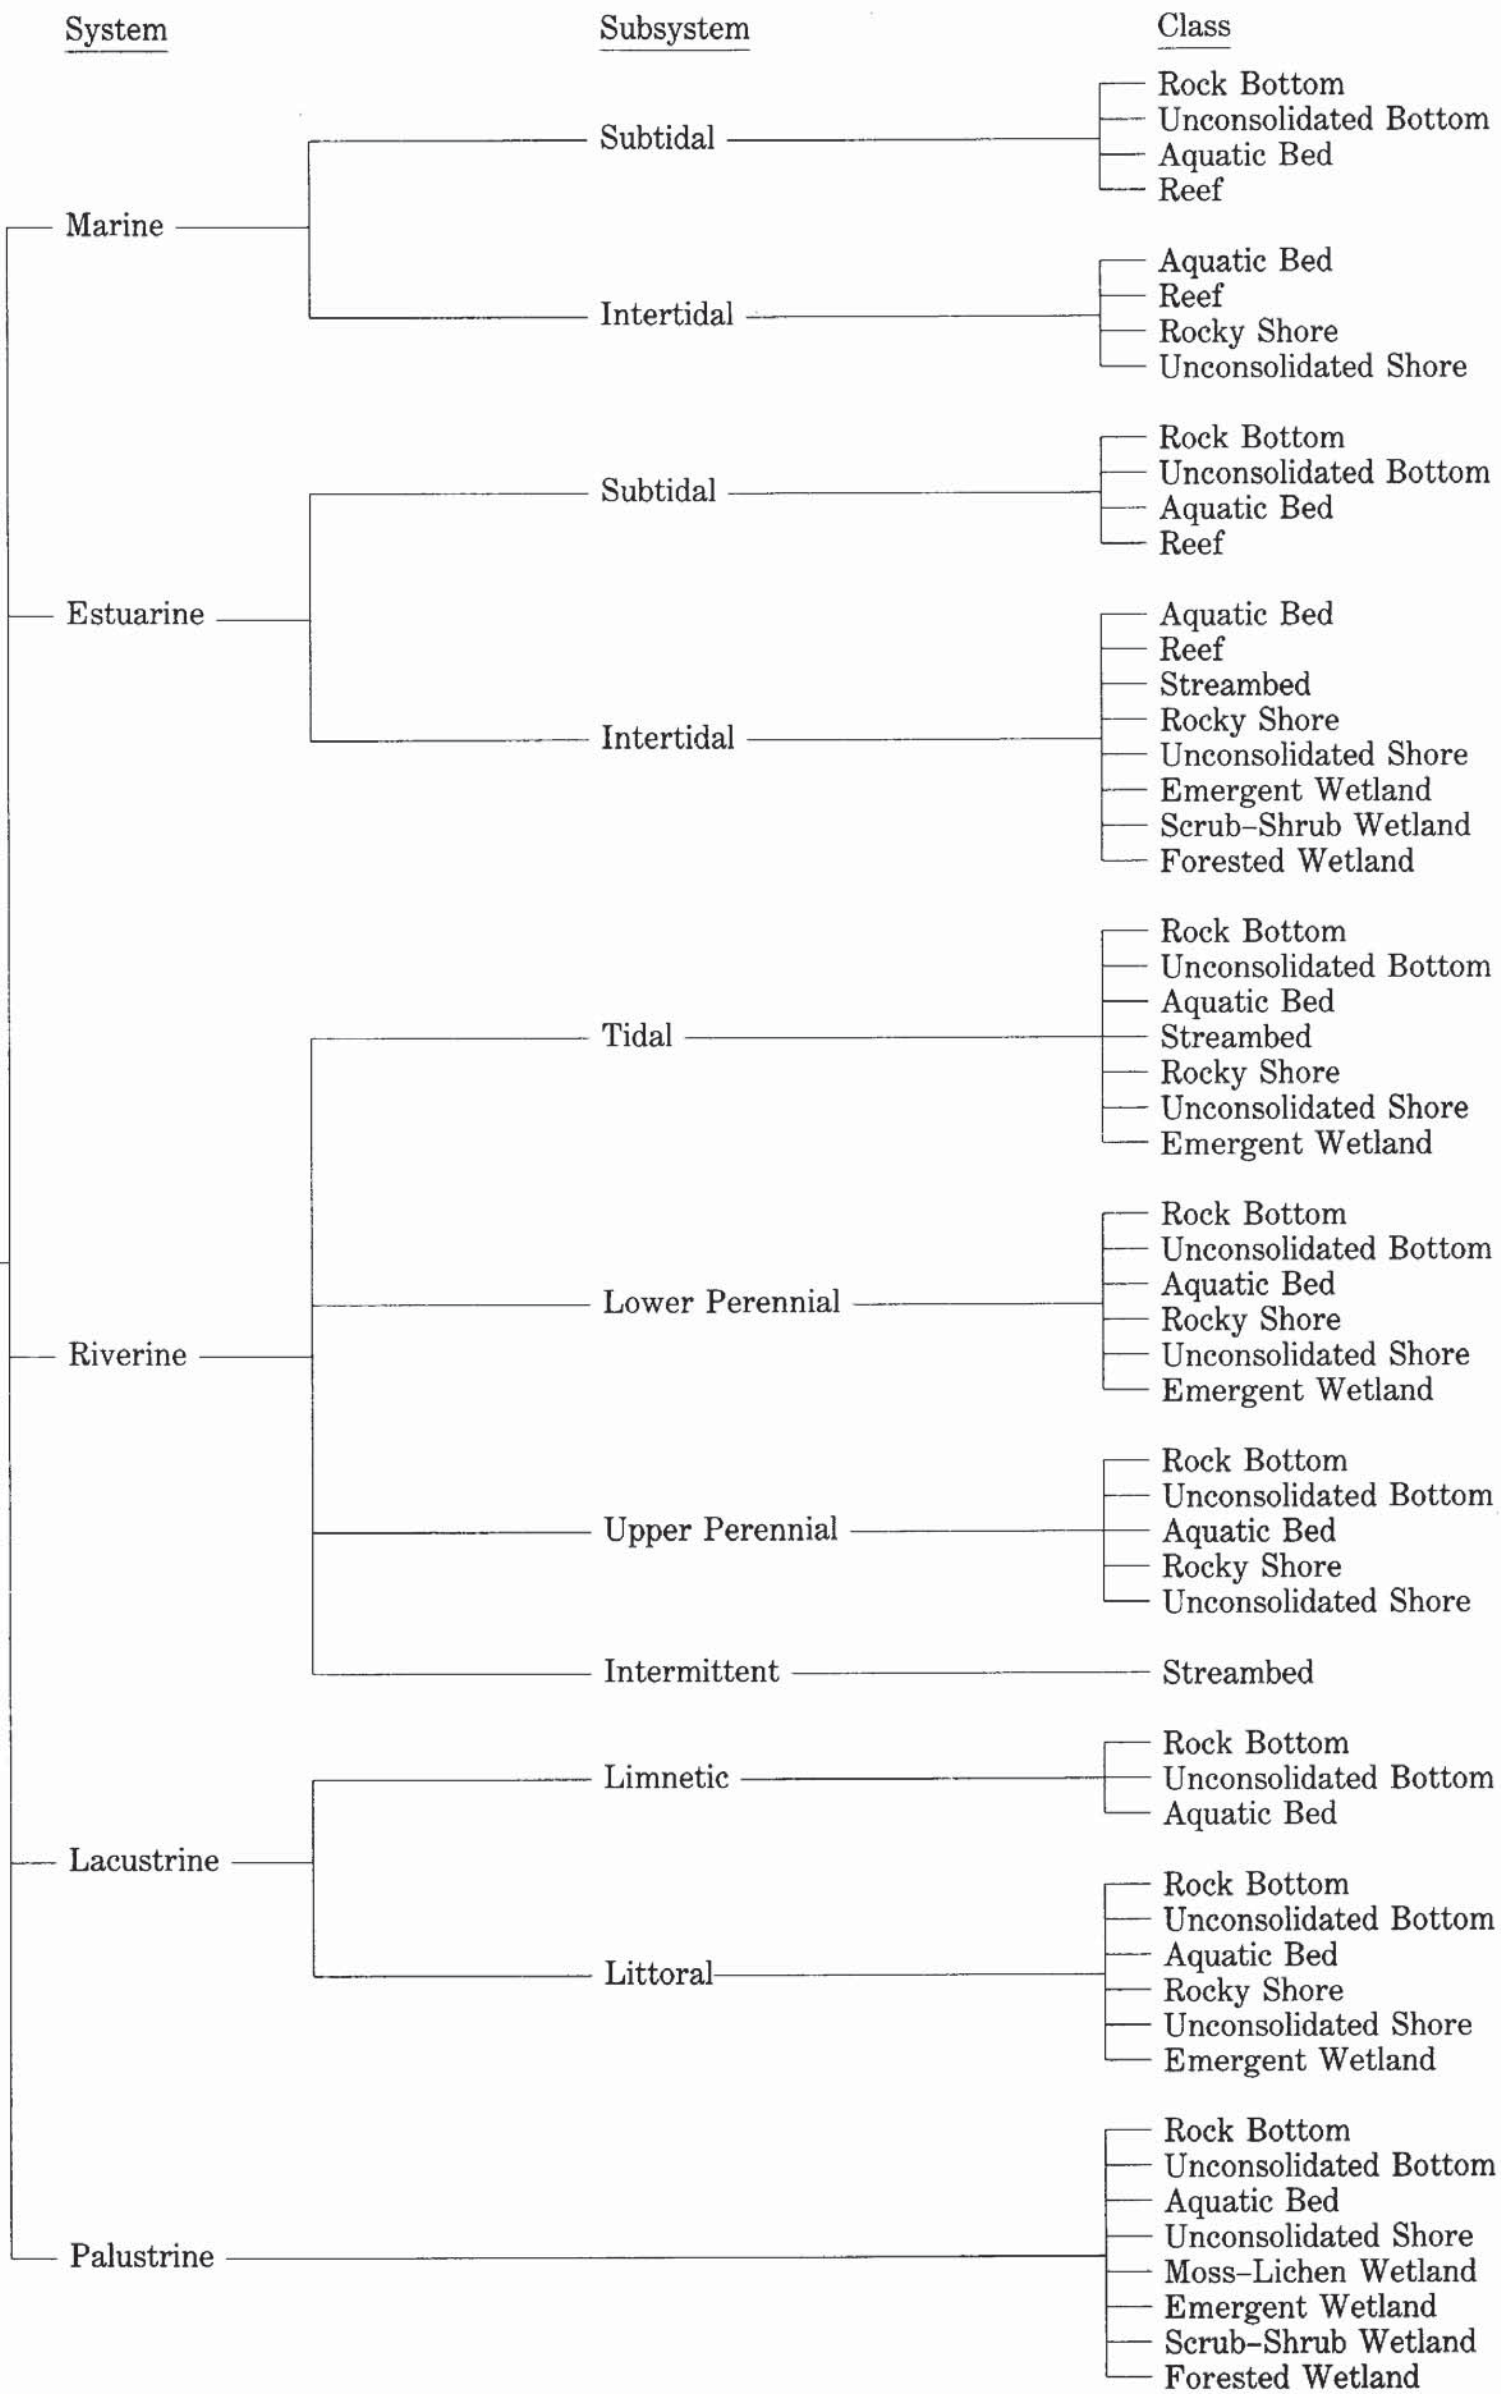 System Subsystem Class
Rock Bottom
Unconsolidated Bottom
Subtidal
Aquatic Bed
Reef
Marine
Aquatic Bed
Reef
Intertidal
Rocky Shore
Unconsolidated Shore
Rock Bottom
Unconsolidated Bottom
Subtidal
Aquatic Bed
Reef
Estuarine
Aquatic Bed
Reef
Streambed
Rocky Shore
Intertidal
Unconsolidated Shore
Emergent Wetland
Scrub–Shrub Wetland
Forested Wetland
Rock Bottom
Unconsolidated Bottom
Aquatic Bed
Tidal
Streambed
Rocky Shore
Unconsolidated Shore
Emergent Wetland
Rock Bottom
Unconsolidated Bottom
Aquatic Bed
Lower Perennial
Rocky Shore
Riverine
Unconsolidated Shore
Emergent Wetland
Rock Bottom
Unconsolidated Bottom
Upper Perennial
Aquatic Bed
Rocky Shore
Unconsolidated Shore
Intermittent
Streambed
Rock Bottom
Limnetic
Unconsolidated Bottom
Aquatic Bed
Lacustrine
Rock Bottom
Unconsolidated Bottom
Aquatic Bed
Littoral
Rocky Shore
Unconsolidated Shore
Emergent Wetland
Rock Bottom
Unconsolidated Bottom
Aquatic Bed
Unconsolidated Shore
Palustrine
Moss–Lichen Wetland
Emergent Wetland
Scrub–Shrub Wetland
Forested Wetland